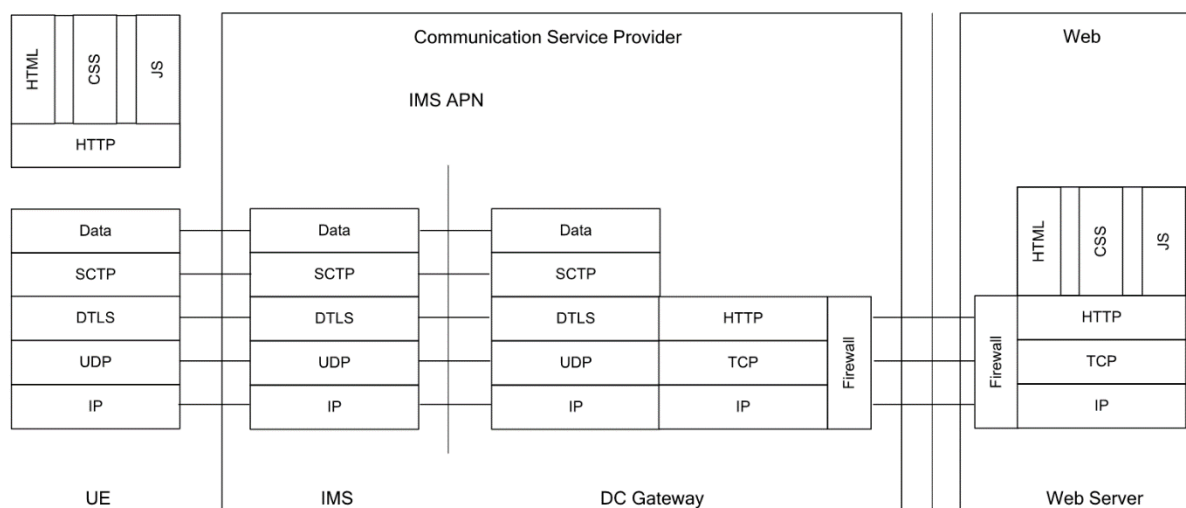 HTML
CSS
JS
HTTP
Communication Service Provider
Web
IMS APN
HTML
CSS
JS
Data
Data
Data
SCTP
SCTP
SCTP
DTLS
DTLS
DTLS
HTTP
Firewall
Firewall
HTTP
UDP
UDP
UDP
TCP
TCP
IP
IP
IP
IP
IP
UE
IMS
DC Gateway
Web Server